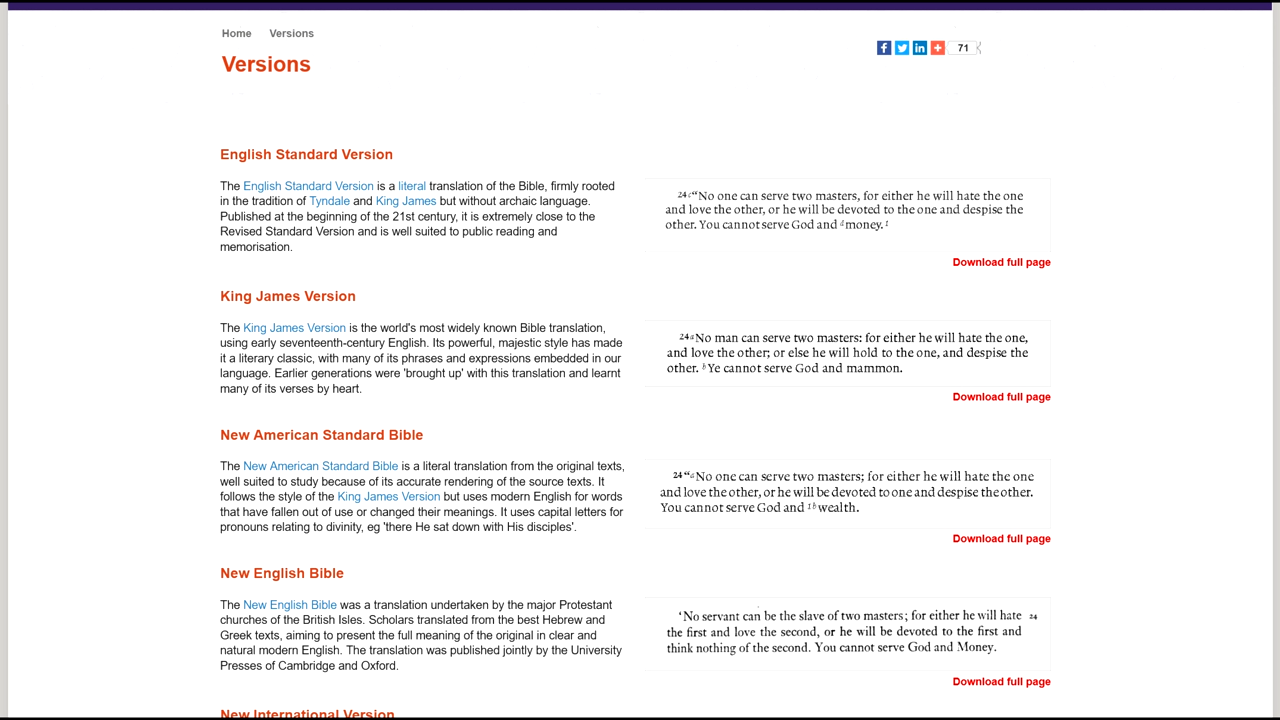 Home Versions
Versions
71
English Standard Version
The English Standard Version is a literal translation of the Bible, firmly rooted
in the tradition of Tyndale and King James but without archaic language.
Published at the beginning of the 21st century, it is extremely close to the
Revised Standard Version and is well suited to public reading and
memorisation.
24 c “No one can serve two masters, for either he will hate the one
and love the other, or he will be devoted to the one and despise the
other. You cannot serve God and d money. 1
Download full page
King James Version
The King James Version is the world's most widely known Bible translation,
using early seventeenth-century English. Its powerful, majestic style has made
it a literary classic, with many of its phrases and expressions embedded in our
language. Earlier generations were 'brought up' with this translation and learnt
many of its verses by heart.
24 a No man can serve two masters: for either he will hate the one,
and love the other; or else he will hold to the one, and despise the
other. b Ye cannot serve God and mammon.
Download full page
New American Standard Bible
The New American Standard Bible is a literal translation from the original texts,
well suited to study because of its accurate rendering of the source texts. It
follows the style of the King James Version but uses modern English for words
that have fallen out of use or changed their meanings. It uses capital letters for
pronouns relating to divinity, eg 'there He sat down with His disciples'.
24 “a No one can serve two masters; for either he will hate the one
and love the other, or he will be devoted to one and despise the other.
You cannot serve God and 1 b wealth.
Download full page
New English Bible
The New English Bible was a translation undertaken by the major Protestant
churches of the British Isles. Scholars translated from the best Hebrew and
Greek texts, aiming to present the full meaning of the original in clear and
natural modern English. The translation was published jointly by the University
Presses of Cambridge and Oxford.
‘No servant can be the slave of two masters; for either he will hate 24
the first and love the second, or he will be devoted to the first and
think nothing of the second. You cannot serve God and Money.
Download full page
New International Version